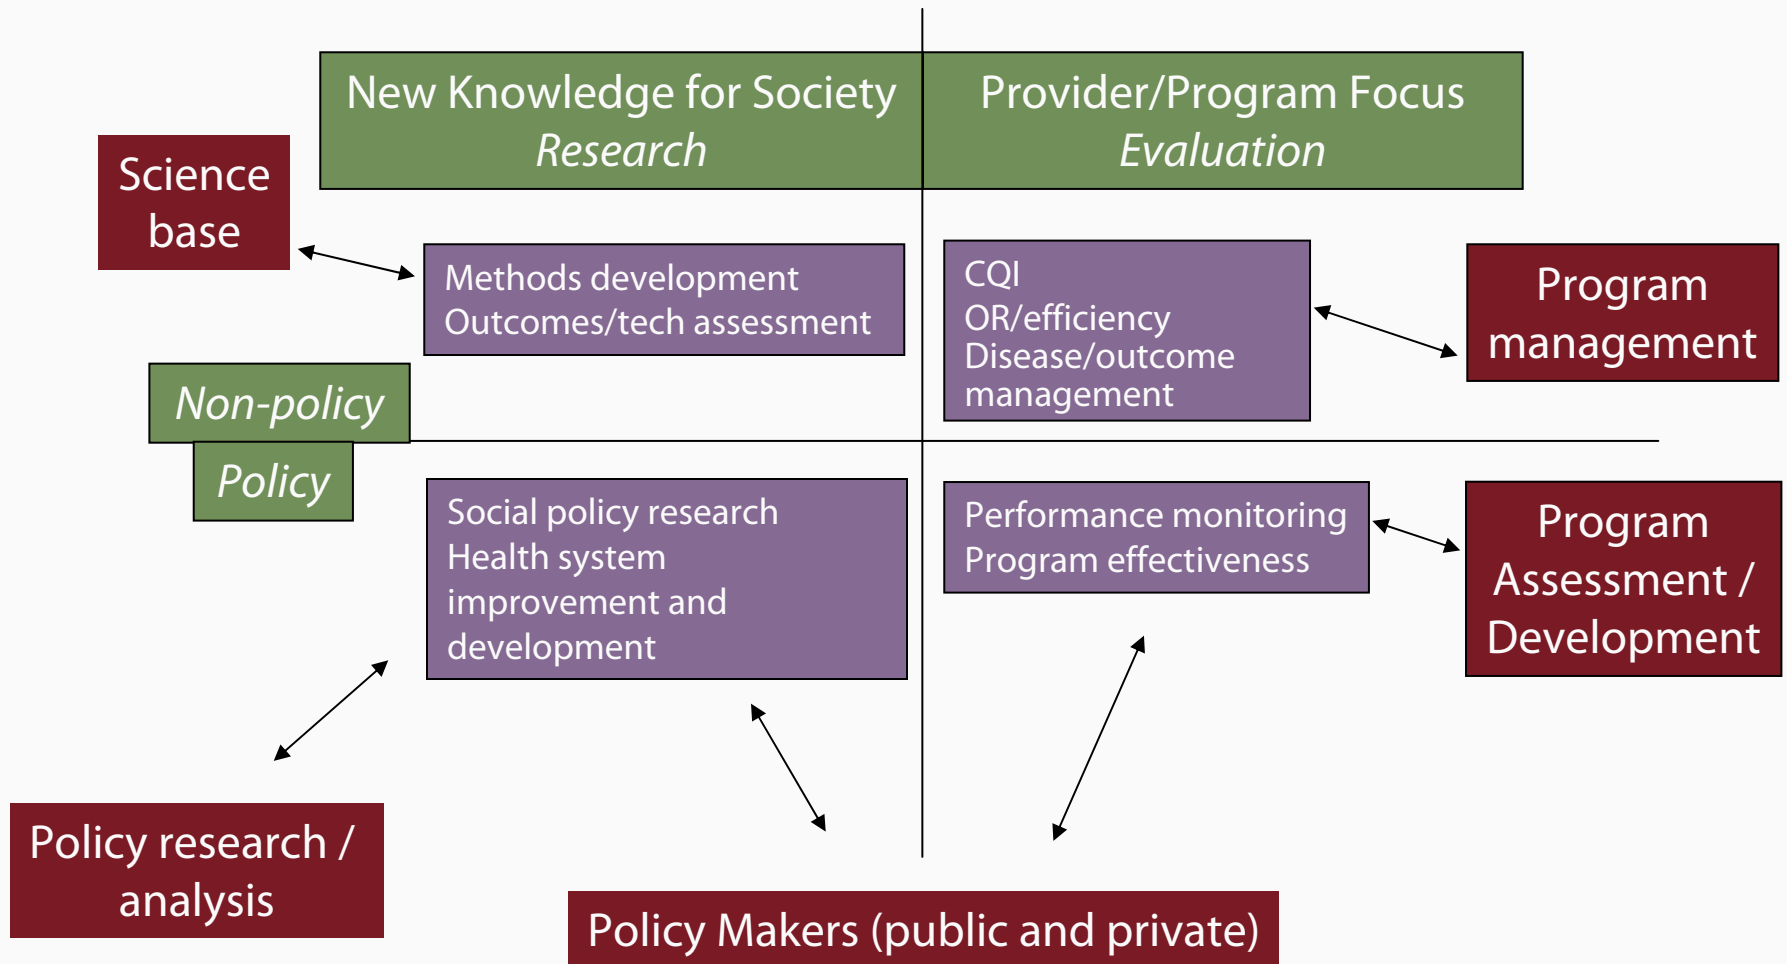 New Knowledge for Society
Research
Provider/Program Focus
Evaluation
Science
base
Methods development
Outcomes/tech assessment
CQI
OR/efficiency
Disease/outcome
management
Program
management
Non-policy
Policy
Social policy research
Health system
improvement and
development
Performance monitoring
Program effectiveness
Program
Assessment /
Development
Policy research /
analysis
Policy Makers (public and private)